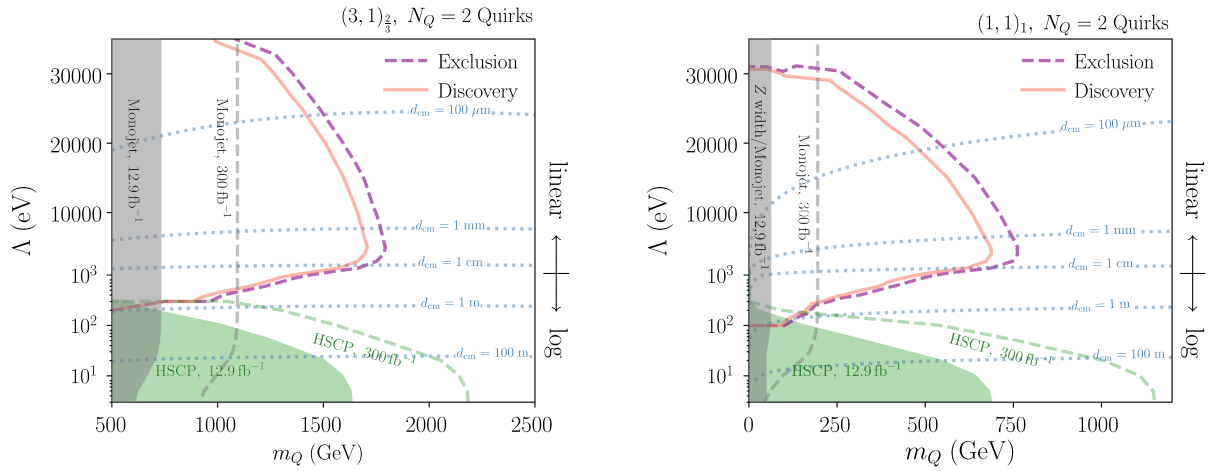 (3, 1)_{2/3}, N_Q = 2 Quirks
Exclusion
Discovery
Λ (eV)
30000
20000
10000
10^3
10^2
10^1
Monojet, 12.9 fb^{-1}
Monojet, 300 fb^{-1}
d_cm = 100 μm
d_cm = 1 mm
d_cm = 1 cm
d_cm = 1 m
d_cm = 100 m
HSCP, 300 fb^{-1}
HSCP, 12.9 fb^{-1}
linear
log
500 1000 1500 2000 2500
m_Q (GeV)
(1, 1)_1, N_Q = 2 Quirks
Exclusion
Discovery
Λ (eV)
30000
20000
10000
10^3
10^2
10^1
Z width/Monojet, 12.9 fb^{-1}
Monojet, 300 fb^{-1}
d_cm = 100 μm
d_cm = 1 mm
d_cm = 1 cm
d_cm = 1 m
d_cm = 100 m
HSCP, 300 fb^{-1}
HSCP, 12.9 fb^{-1}
linear
log
0 250 500 750 1000
m_Q (GeV)